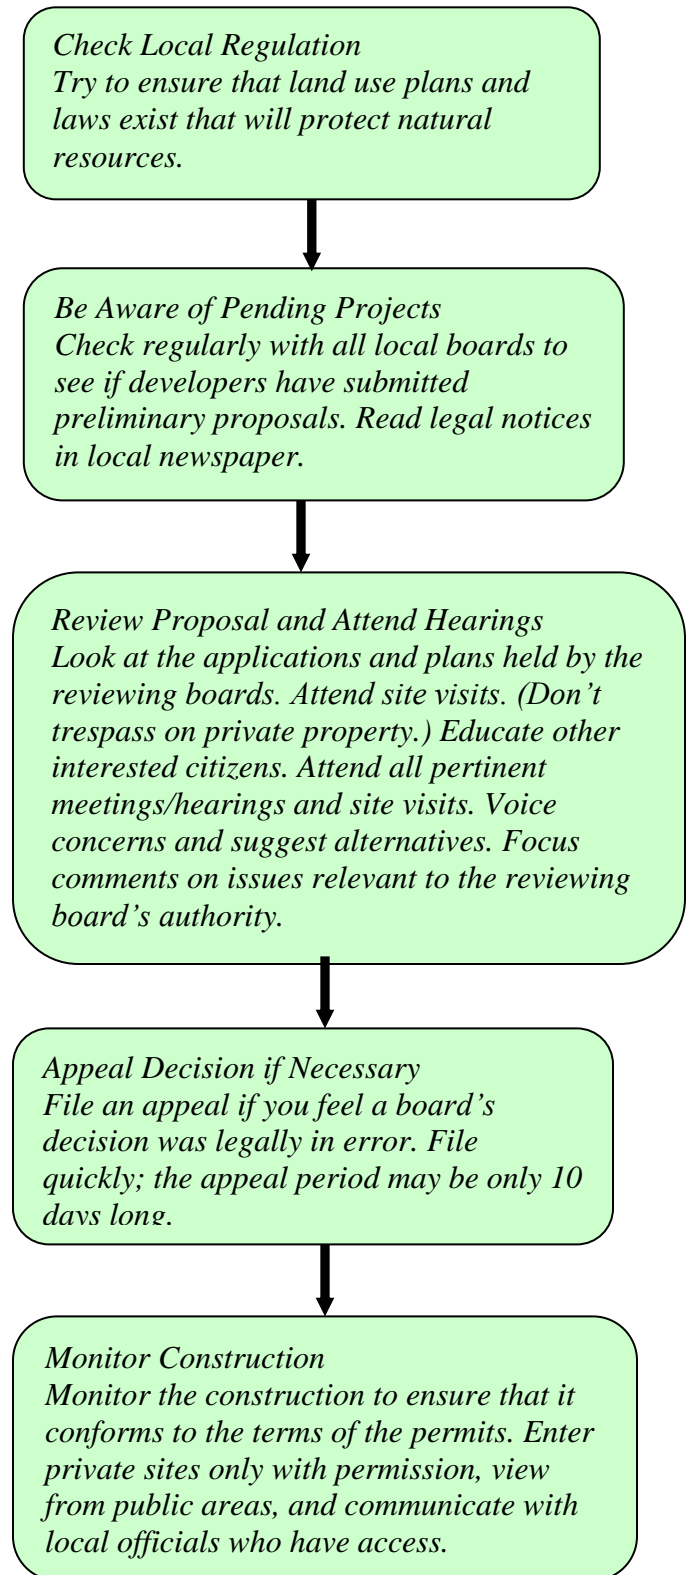 Check Local Regulation
Try to ensure that land use plans and
laws exist that will protect natural
resources.
Be Aware of Pending Projects
Check regularly with all local boards to
see if developers have submitted
preliminary proposals. Read legal notices
in local newspaper.
Review Proposal and Attend Hearings
Look at the applications and plans held by the
reviewing boards. Attend site visits. (Don’t
trespass on private property.) Educate other
interested citizens. Attend all pertinent
meetings/hearings and site visits. Voice
concerns and suggest alternatives. Focus
comments on issues relevant to the reviewing
board’s authority.
Appeal Decision if Necessary
File an appeal if you feel a board’s
decision was legally in error. File
quickly; the appeal period may be only 10
days long.
Monitor Construction
Monitor the construction to ensure that it
conforms to the terms of the permits. Enter
private sites only with permission, view
from public areas, and communicate with
local officials who have access.